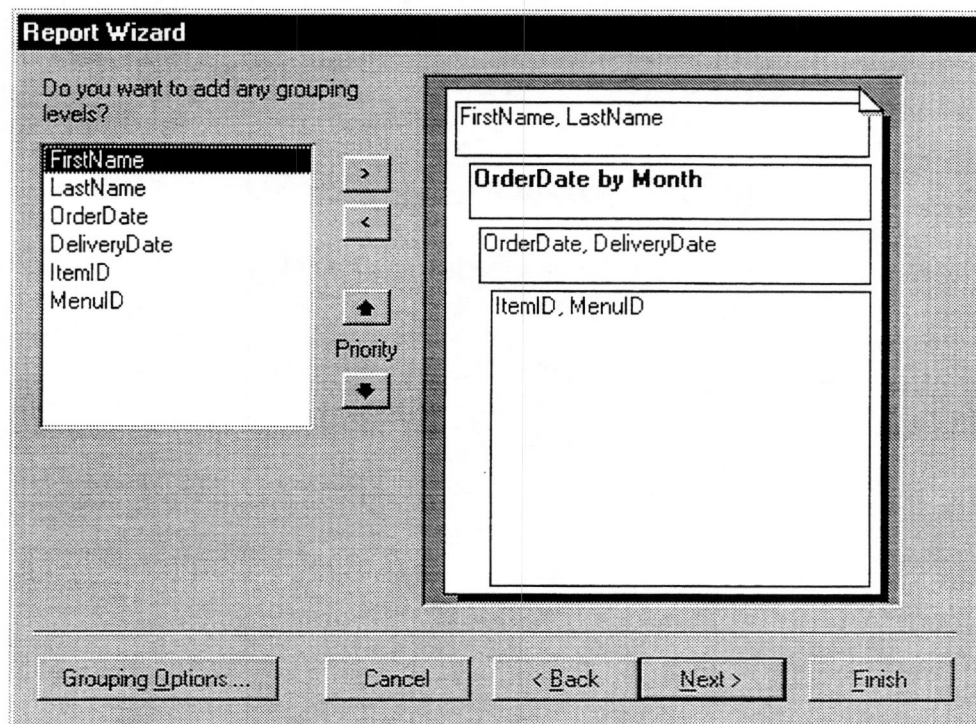 Report Wizard
Do you want to add any grouping
levels?
FirstName
LastName
OrderDate
DeliveryDate
ItemID
MenuID
>
<
Priority
FirstName, LastName
OrderDate by Month
OrderDate, DeliveryDate
ItemID, MenuID
Grouping Options ...
Cancel
< Back
Next >
Finish